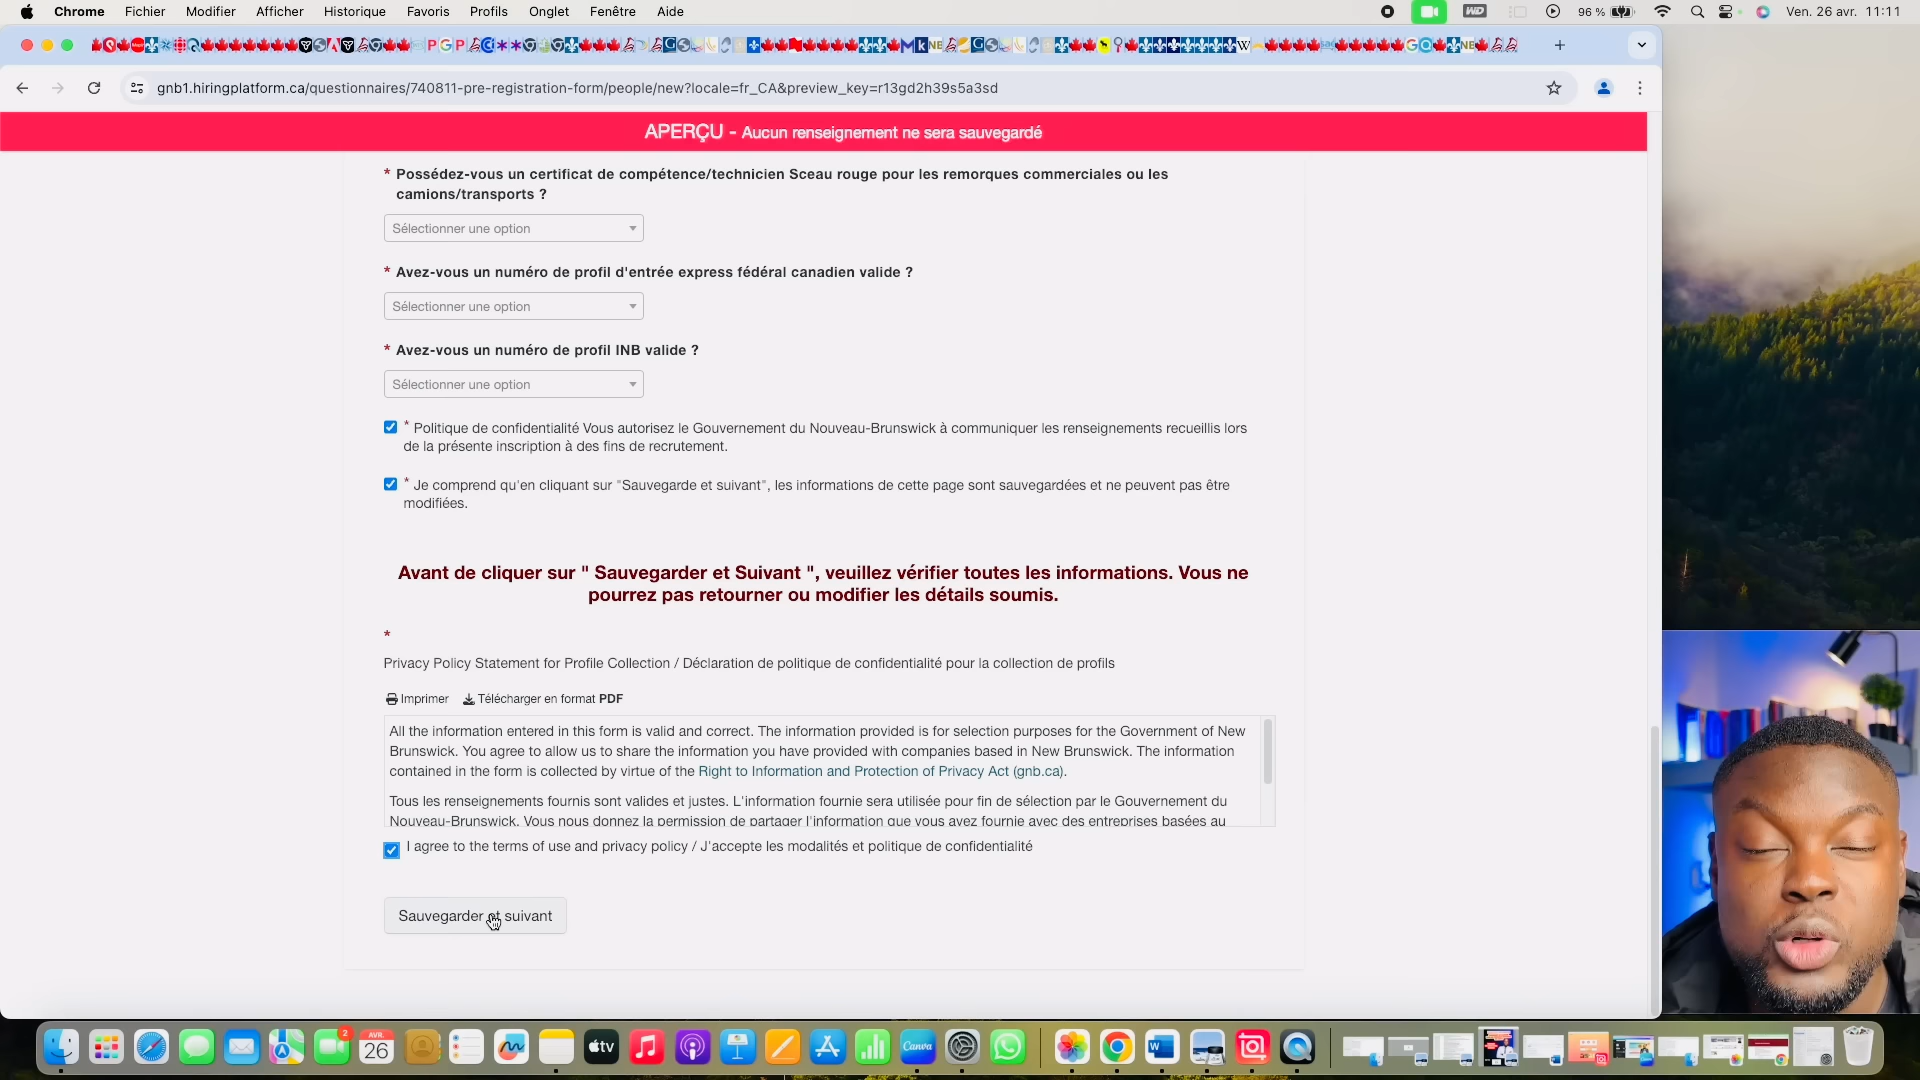 Chrome Fichier Modifier Afficher Historique Favoris Profils Onglet Fenêtre Aide
WD 96 % Ven. 26 avr. 11:11
gnb1.hiringplatform.ca/questionnaires/740811-pre-registration-form/people/new?locale=fr_CA&preview_key=r13gd2h39s5a3sd
APERÇU - Aucun renseignement ne sera sauvegardé
* Possédez-vous un certificat de compétence/technicien Sceau rouge pour les remorques commerciales ou les
camions/transports ?
Sélectionner une option
* Avez-vous un numéro de profil d'entrée express fédéral canadien valide ?
Sélectionner une option
* Avez-vous un numéro de profil INB valide ?
Sélectionner une option
* Politique de confidentialité Vous autorisez le Gouvernement du Nouveau-Brunswick à communiquer les renseignements recueillis lors
de la présente inscription à des fins de recrutement.
* Je comprend qu'en cliquant sur "Sauvegarde et suivant", les informations de cette page sont sauvegardées et ne peuvent pas être
modifiées.
Avant de cliquer sur " Sauvegarder et Suivant ", veuillez vérifier toutes les informations. Vous ne
pourrez pas retourner ou modifier les détails soumis.
*
Privacy Policy Statement for Profile Collection / Déclaration de politique de confidentialité pour la collection de profils
Imprimer Télécharger en format PDF
All the information entered in this form is valid and correct. The information provided is for selection purposes for the Government of New
Brunswick. You agree to allow us to share the information you have provided with companies based in New Brunswick. The information
contained in the form is collected by virtue of the Right to Information and Protection of Privacy Act (gnb.ca).
Tous les renseignements fournis sont valides et justes. L'information fournie sera utilisée pour fin de sélection par le Gouvernement du
Nouveau-Brunswick. Vous nous donnez la permission de partager l'information que vous avez fournie avec des entreprises basées au
I agree to the terms of use and privacy policy / J'accepte les modalités et politique de confidentialité
Sauvegarder et suivant
2
AVR.
26
tv
Canva
W